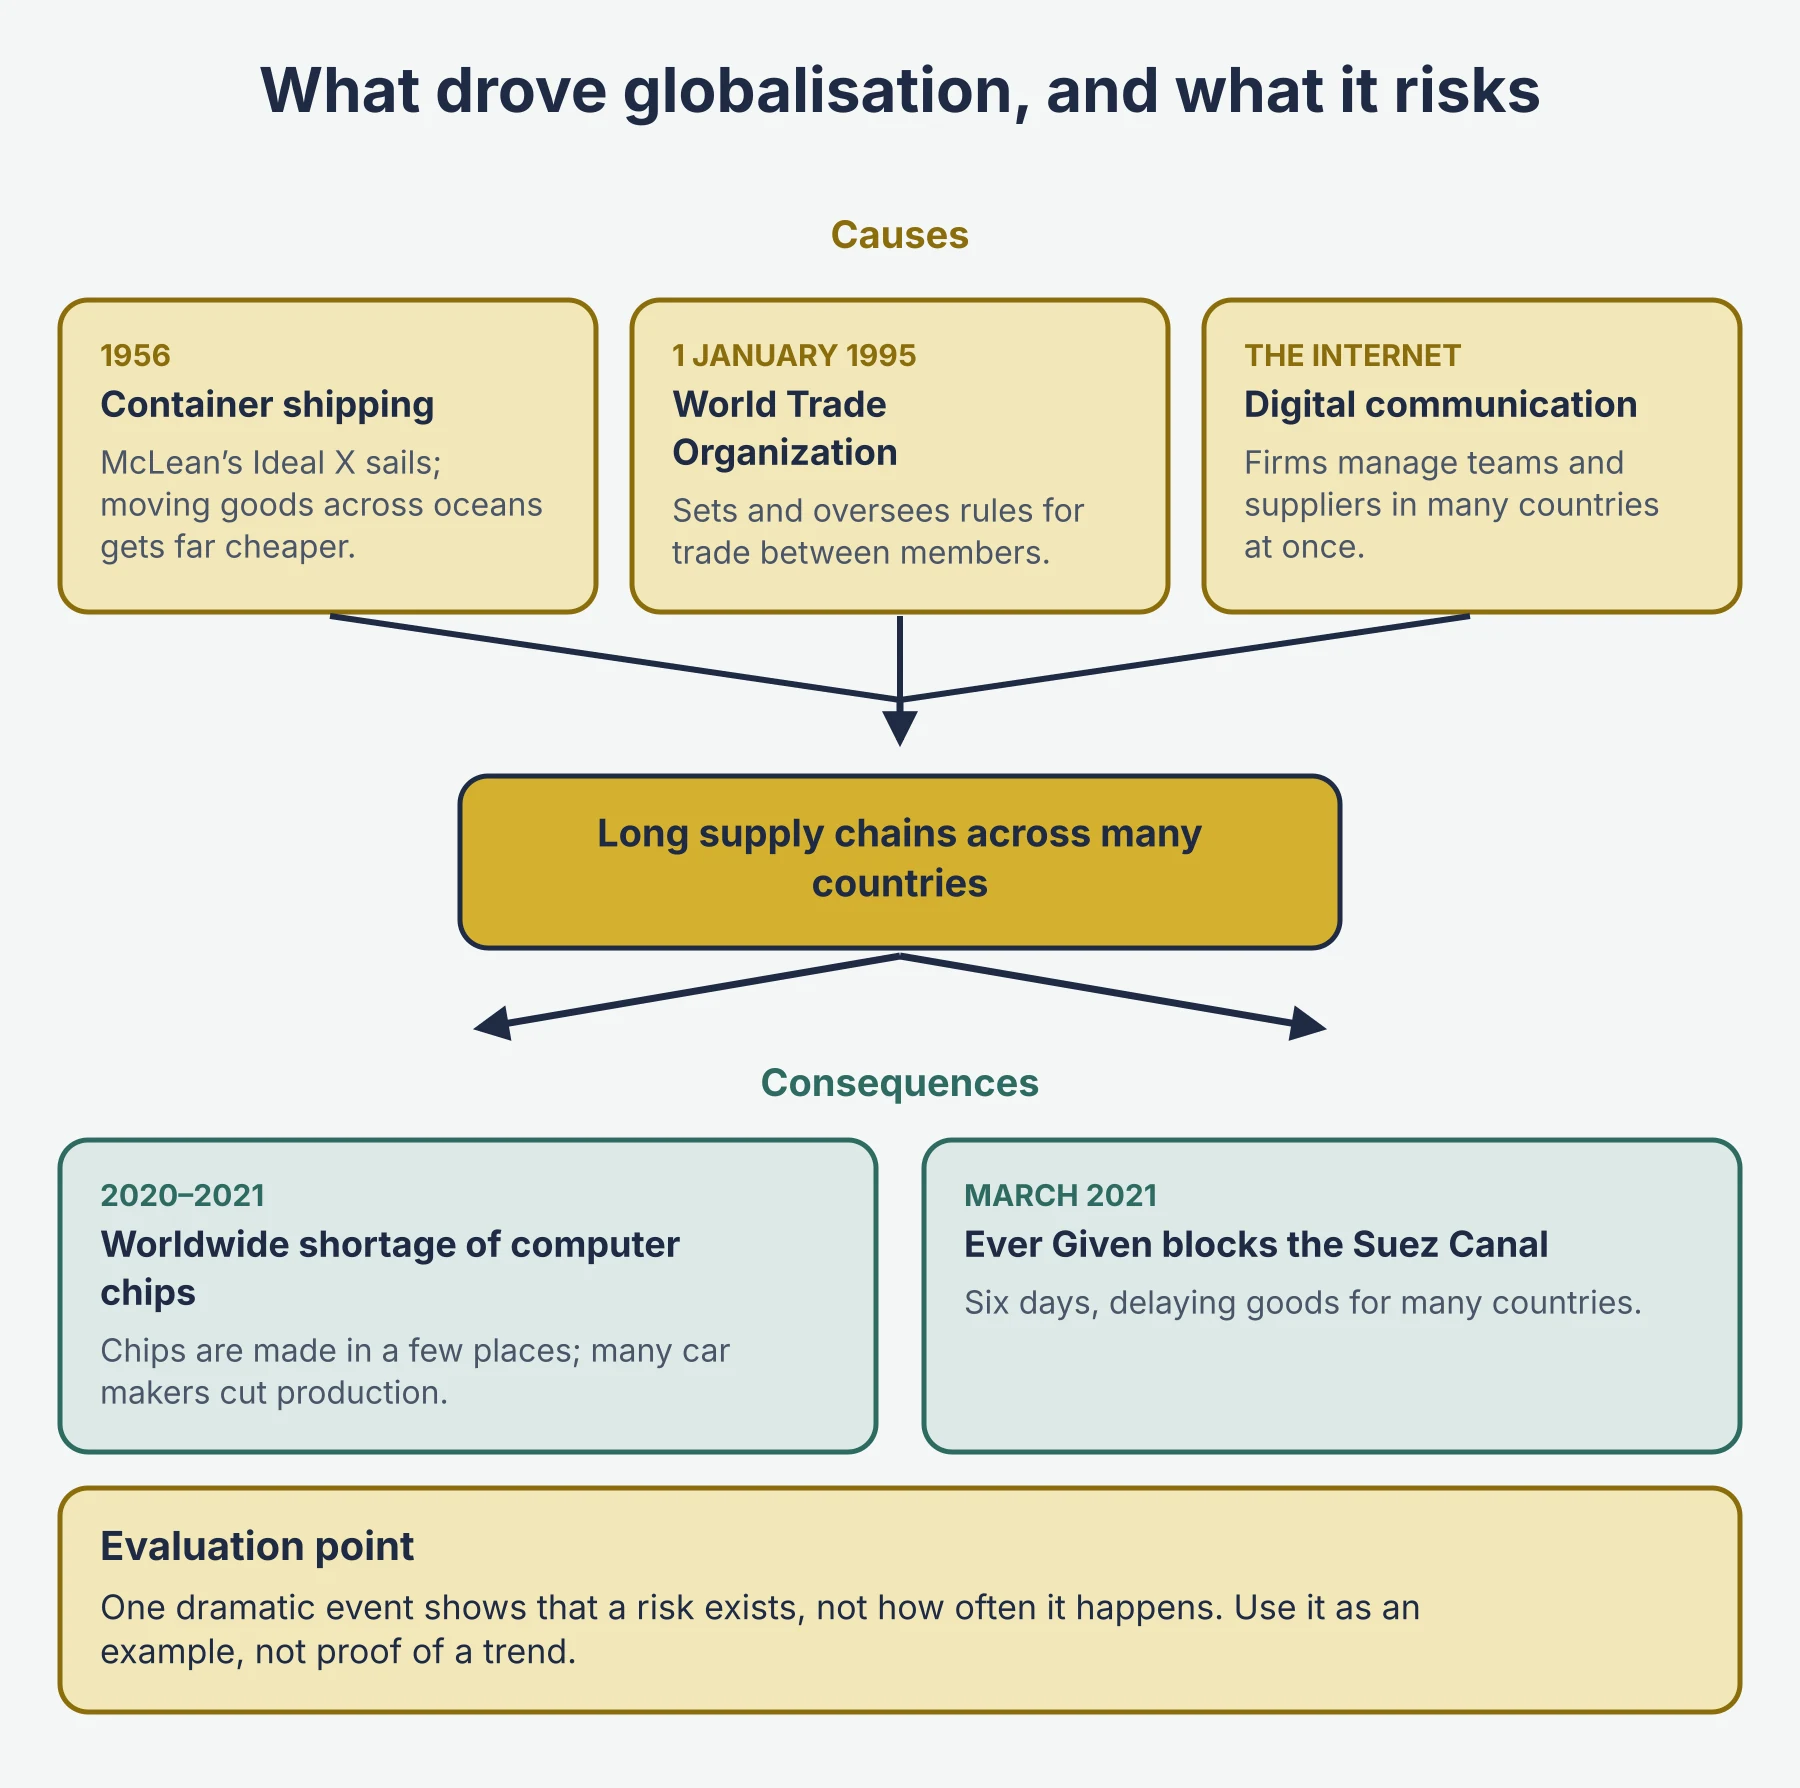 What drove globalisation, and what it risks
Causes
1956
Container shipping
McLean’s Ideal X sails;
moving goods across oceans
gets far cheaper.
1 JANUARY 1995
World Trade
Organization
Sets and oversees rules for
trade between members.
THE INTERNET
Digital communication
Firms manage teams and
suppliers in many countries
at once.
Long supply chains across many
countries
Consequences
2020–2021
Worldwide shortage of computer
chips
Chips are made in a few places; many car
makers cut production.
MARCH 2021
Ever Given blocks the Suez Canal
Six days, delaying goods for many countries.
Evaluation point
One dramatic event shows that a risk exists, not how often it happens. Use it as an
example, not proof of a trend.